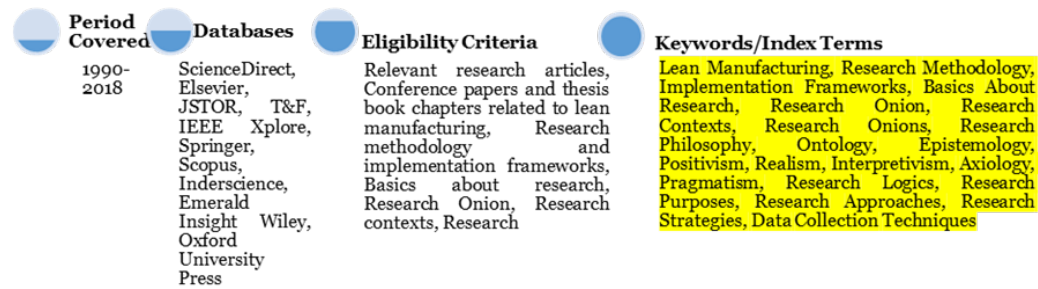 Period
Covered
1990-
2018
Databases
ScienceDirect,
Elsevier,
JSTOR, T&F,
IEEE Xplore,
Springer,
Scopus,
Inderscience,
Emerald
Insight Wiley,
Oxford
University
Press
Eligibility Criteria
Relevant research articles,
Conference papers and thesis
book chapters related to lean
manufacturing, Research
methodology and
implementation frameworks,
Basics about research,
Research Onion, Research
contexts, Research
Keywords/Index Terms
Lean Manufacturing, Research Methodology,
Implementation Frameworks, Basics About
Research, Research Onion, Research
Contexts, Research Onions, Research
Philosophy, Ontology, Epistemology,
Positivism, Realism, Interpretivism, Axiology,
Pragmatism, Research Logics, Research
Purposes, Research Approaches, Research
Strategies, Data Collection Techniques